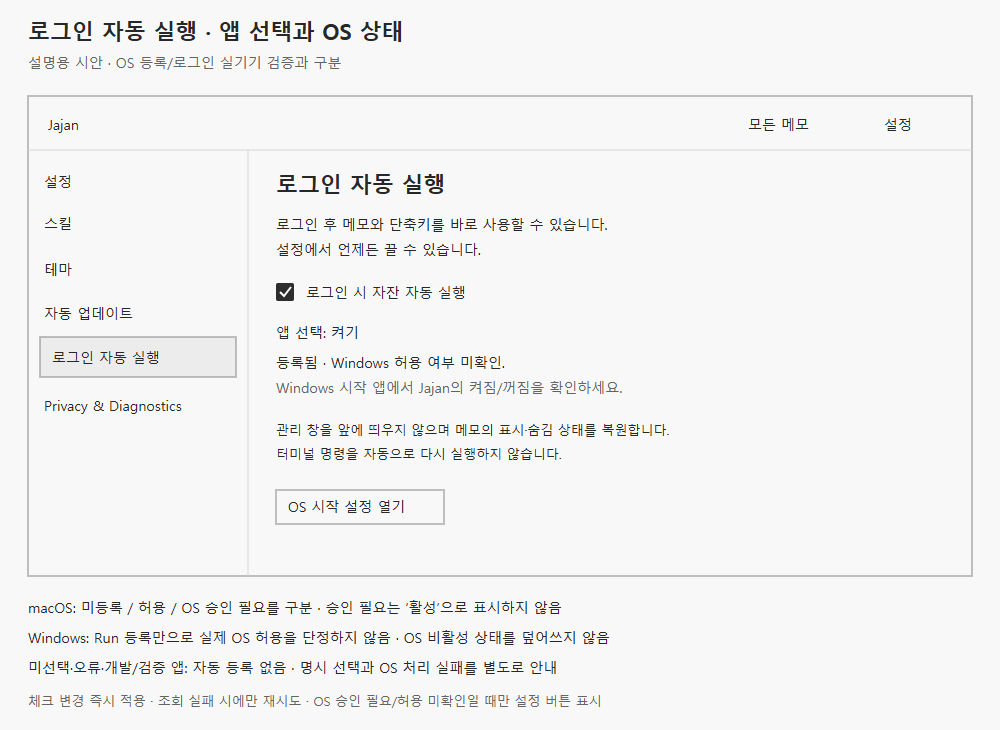 로그인 자동 실행 · 앱 선택과 OS 상태
설명용 시안 · OS 등록/로그인 실기기 검증과 구분
Jajan
모든 메모
설정
설정
스킬
테마
자동 업데이트
로그인 자동 실행
Privacy & Diagnostics
로그인 자동 실행
로그인 후 메모와 단축키를 바로 사용할 수 있습니다.
설정에서 언제든 끌 수 있습니다.
로그인 시 자잔 자동 실행
앱 선택: 켜기
등록됨 · Windows 허용 여부 미확인.
Windows 시작 앱에서 Jajan의 켜짐/꺼짐을 확인하세요.
관리 창을 앞에 띄우지 않으며 메모의 표시·숨김 상태를 복원합니다.
터미널 명령을 자동으로 다시 실행하지 않습니다.
OS 시작 설정 열기
macOS: 미등록 / 허용 / OS 승인 필요를 구분 · 승인 필요는 '활성'으로 표시하지 않음
Windows: Run 등록만으로 실제 OS 허용을 단정하지 않음 · OS 비활성 상태를 덮어쓰지 않음
미선택·오류·개발/검증 앱: 자동 등록 없음 · 명시 선택과 OS 처리 실패를 별도로 안내
체크 변경 즉시 적용 · 조회 실패 시에만 재시도 · OS 승인 필요/허용 미확인일 때만 설정 버튼 표시